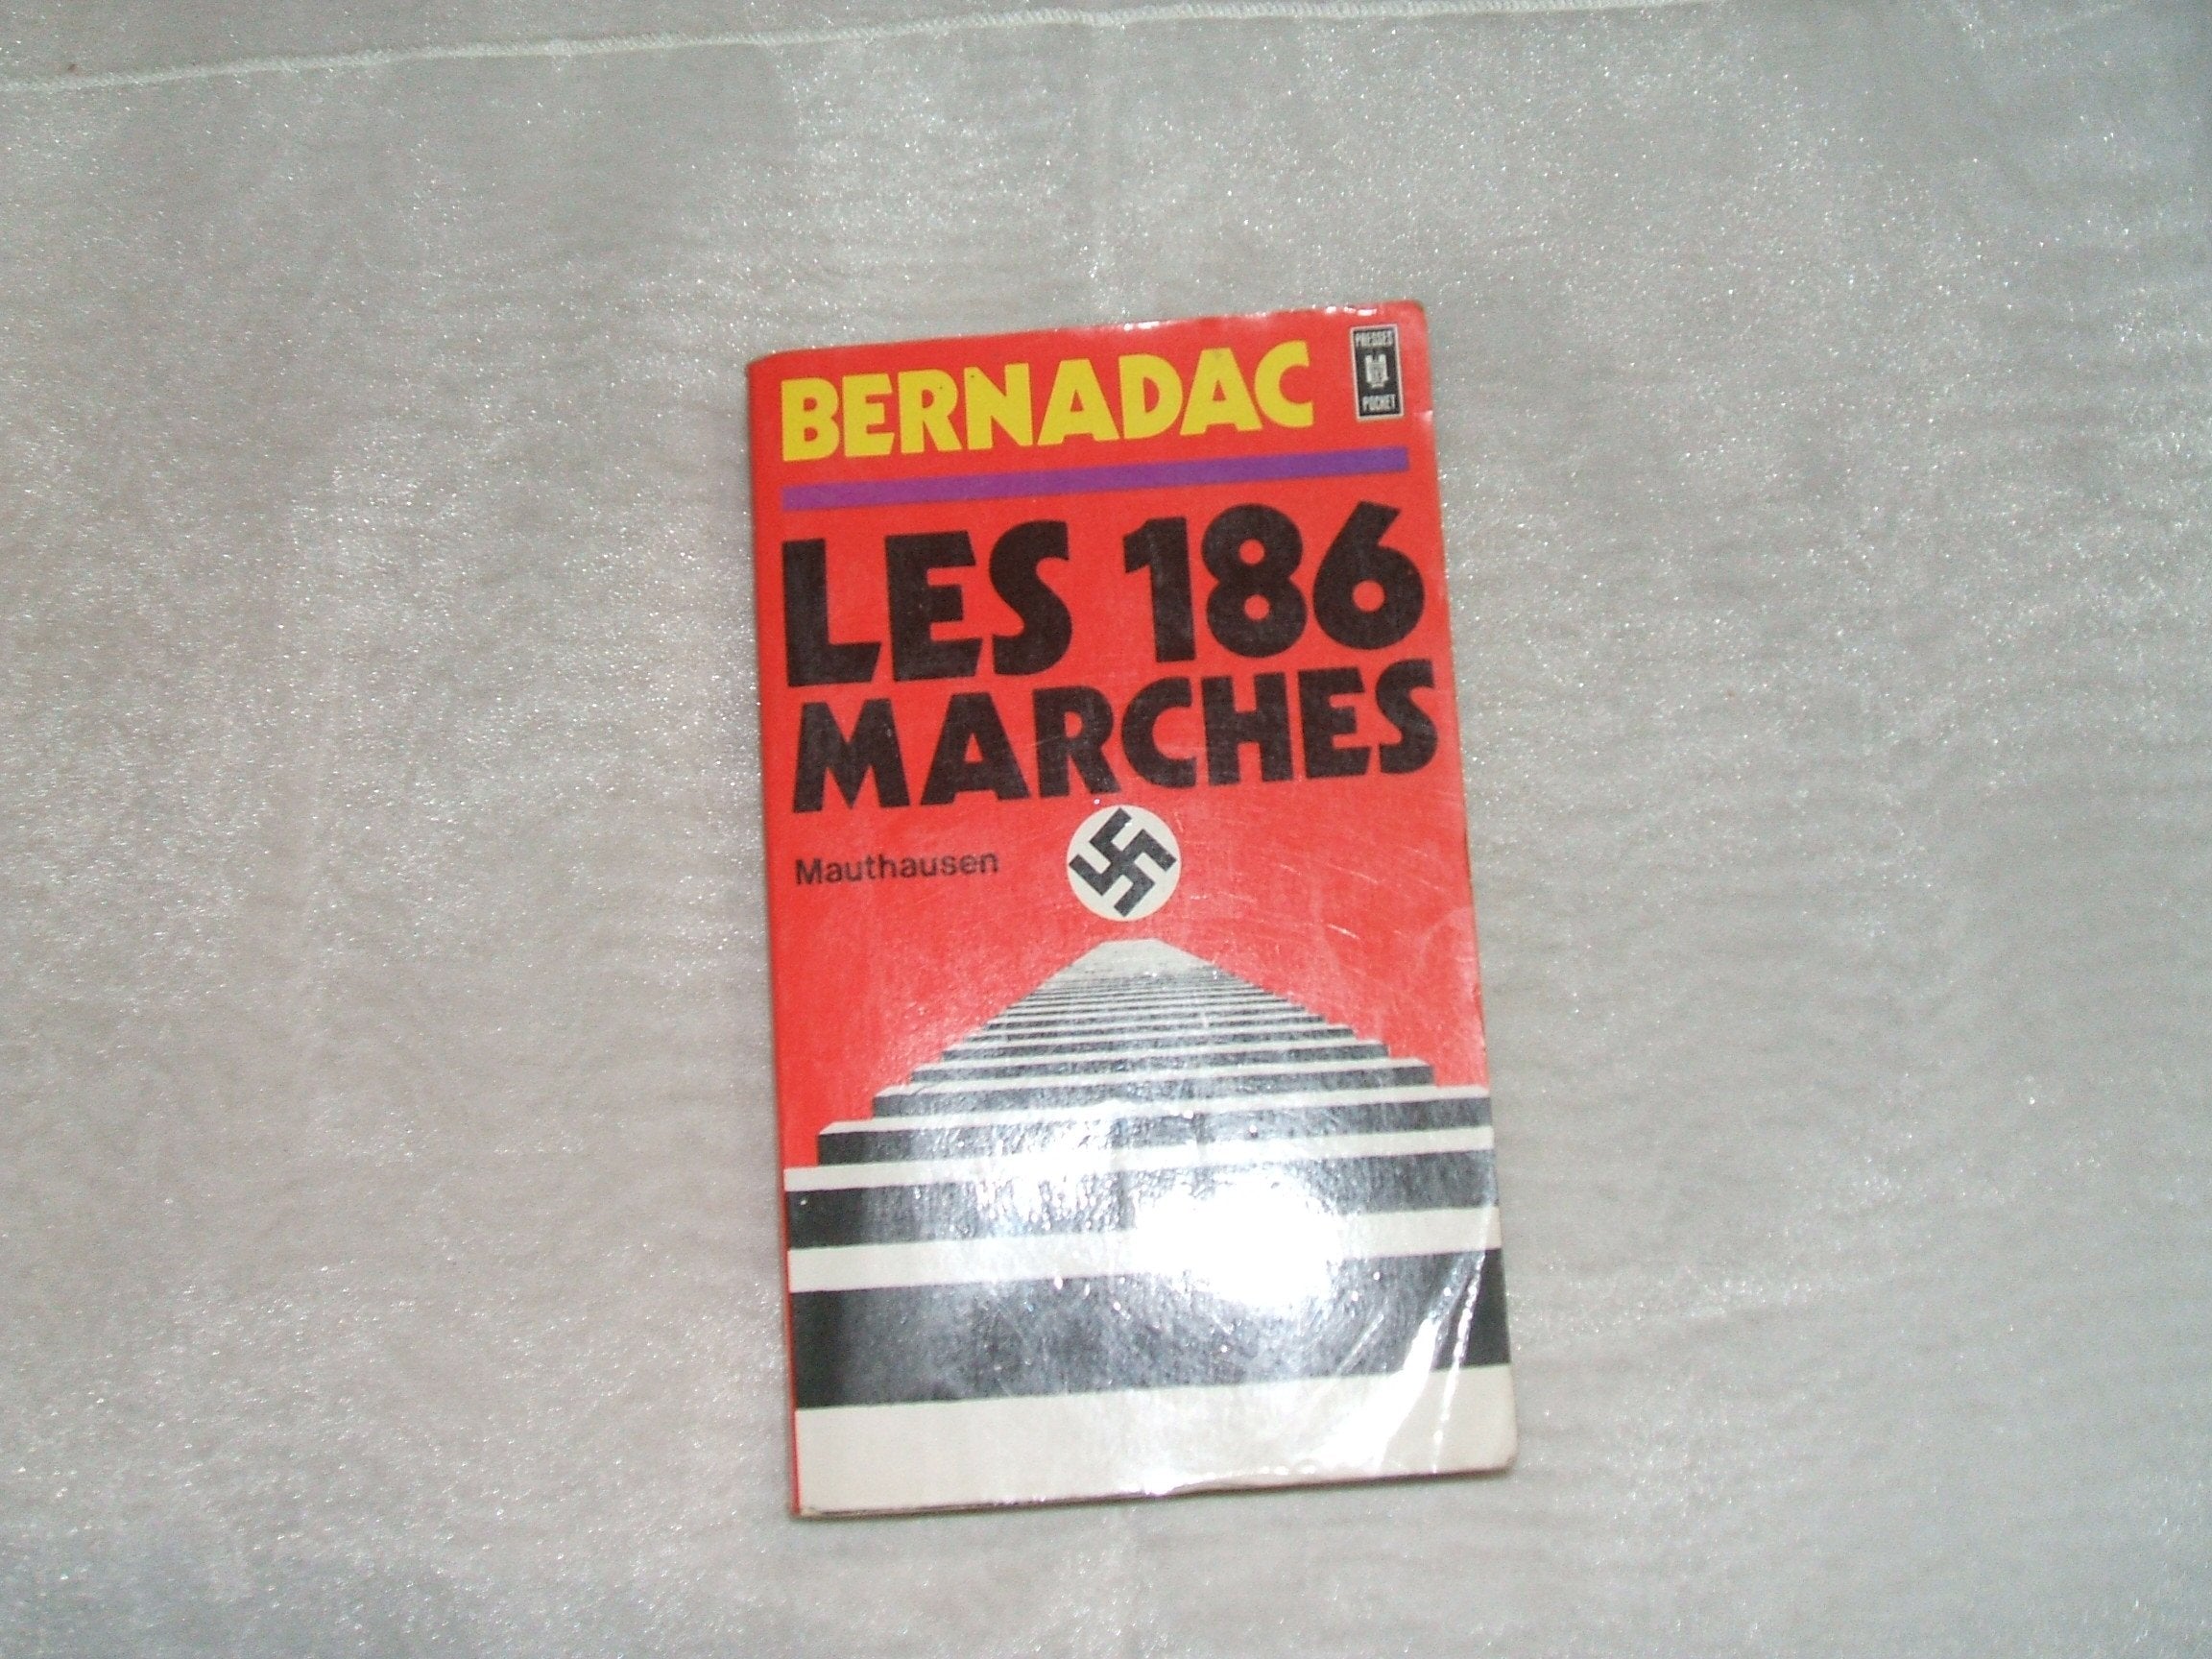 BERNADAC
PRESSES
POCKET
LES 186
MARCHES
Mauthausen